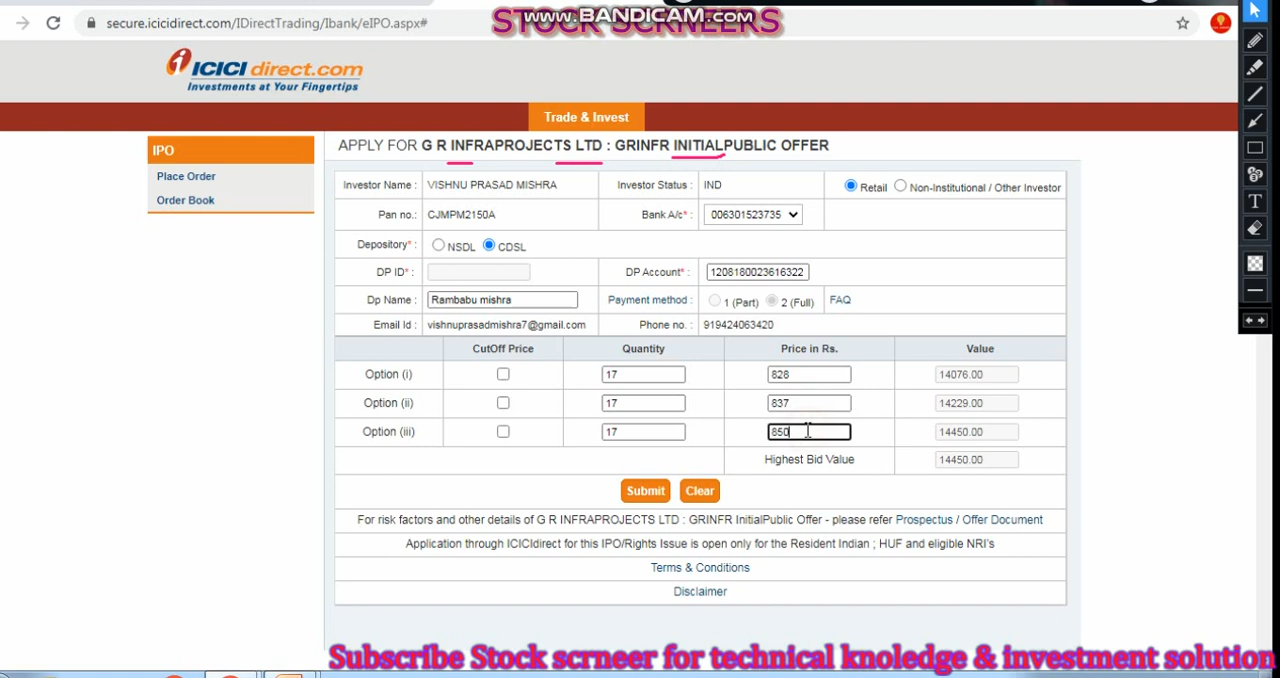 secure.icicidirect.com/IDirectTrading/Ibank/eIPO.aspx#
www.BANDICAM.com
STOCK SCRNEERS
ICICI direct.com
Investments at Your Fingertips
Trade & Invest
IPO
Place Order
Order Book
APPLY FOR G R INFRAPROJECTS LTD : GRINFR INITIALPUBLIC OFFER
Investor Name : VISHNU PRASAD MISHRA Investor Status : IND Retail Non-Institutional / Other Investor
Pan no.: CJMPM2150A Bank A/c* : 006301523735
Depository* : NSDL CDSL
DP ID* : DP Account* : 1208180023616322
Dp Name : Rambabu mishra Payment method : 1 (Part) 2 (Full) FAQ
Email Id : vishnuprasadmishra7@gmail.com Phone no. : 919424063420
CutOff Price Quantity Price in Rs. Value
Option (i) 17 828 14076.00
Option (ii) 17 837 14229.00
Option (iii) 17 850 14450.00
Highest Bid Value 14450.00
Submit Clear
For risk factors and other details of G R INFRAPROJECTS LTD : GRINFR InitialPublic Offer - please refer Prospectus / Offer Document
Application through ICICIdirect for this IPO/Rights Issue is open only for the Resident Indian ; HUF and eligible NRI's
Terms & Conditions
Disclaimer
Subscribe Stock scrneer for technical knoledge & investment solution